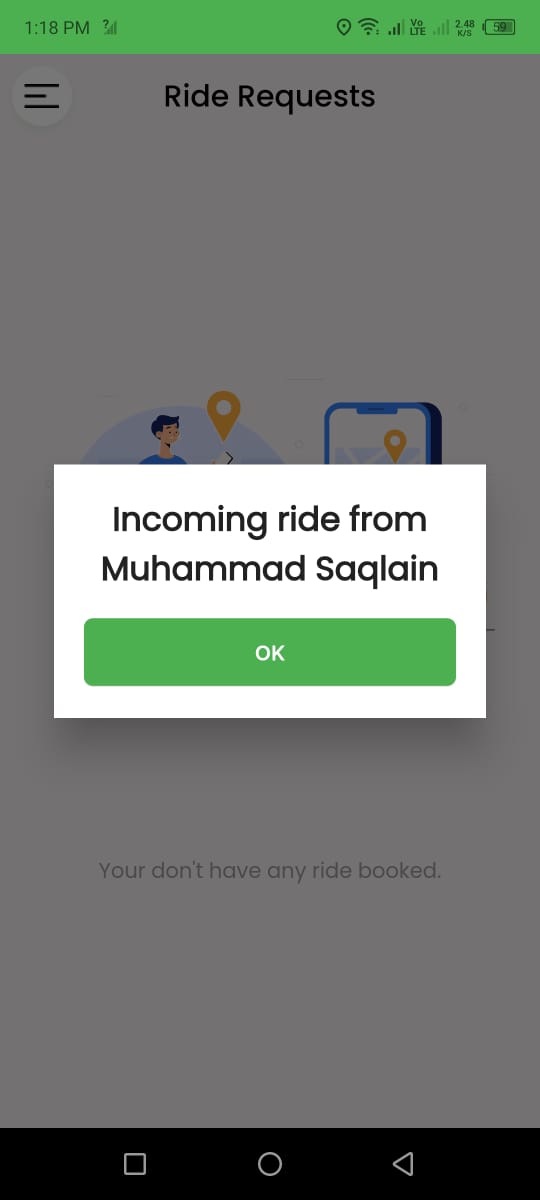 1:18 PM ?
Vo LTE 2.48 K/S 59
Ride Requests
Incoming ride from
Muhammad Saqlain
OK
Your don't have any ride booked.